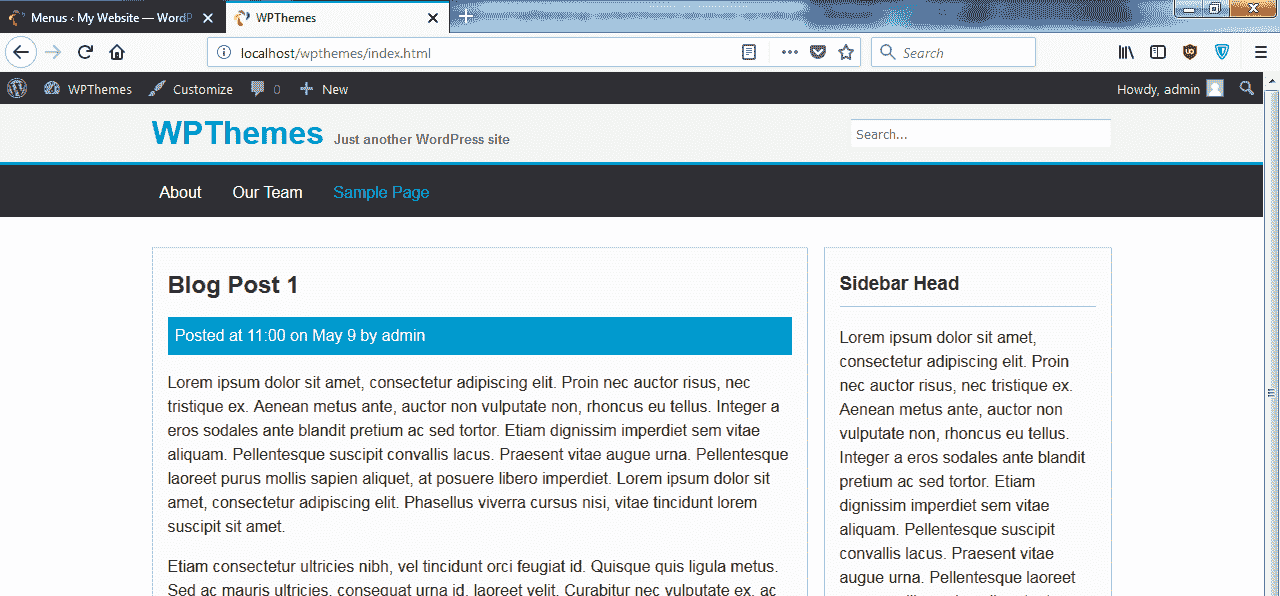 Menus ‹ My Website — WordP
WPThemes
localhost/wpthemes/index.html
Search
WPThemes Customize 0 New Howdy, admin
WPThemes Just another WordPress site Search...
About Our Team Sample Page
Blog Post 1
Posted at 11:00 on May 9 by admin
Lorem ipsum dolor sit amet, consectetur adipiscing elit. Proin nec auctor risus, nec
tristique ex. Aenean metus ante, auctor non vulputate non, rhoncus eu tellus. Integer a
eros sodales ante blandit pretium ac sed tortor. Etiam dignissim imperdiet sem vitae
aliquam. Pellentesque suscipit convallis lacus. Praesent vitae augue urna. Pellentesque
laoreet purus mollis sapien aliquet, at posuere libero imperdiet. Lorem ipsum dolor sit
amet, consectetur adipiscing elit. Phasellus viverra cursus nisi, vitae tincidunt lorem
suscipit sit amet.
Etiam consectetur ultricies nibh, vel tincidunt orci feugiat id. Quisque quis ligula metus.
Sed ac mauris ultricies, consequat urna id, laoreet velit. Curabitur nec vulputate ex, ac
Sidebar Head
Lorem ipsum dolor sit amet,
consectetur adipiscing elit. Proin
nec auctor risus, nec tristique ex.
Aenean metus ante, auctor non
vulputate non, rhoncus eu tellus.
Integer a eros sodales ante blandit
pretium ac sed tortor. Etiam
dignissim imperdiet sem vitae
aliquam. Pellentesque suscipit
convallis lacus. Praesent vitae
augue urna. Pellentesque laoreet